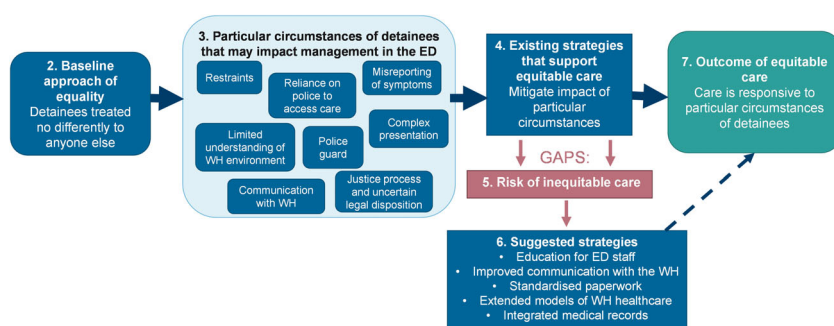 2. Baseline
approach of
equality
Detainees treated
no differently to
anyone else
3. Particular circumstances of detainees
that may impact management in the ED
Restraints
Reliance on
police to
access care
Misreporting
of symptoms
Limited
understanding of
WH environment
Police
guard
Complex
presentation
Communication
with WH
Justice process
and uncertain
legal disposition
4. Existing strategies
that support
equitable care
Mitigate impact of
particular
circumstances
GAPS:
5. Risk of inequitable care
6. Suggested strategies
• Education for ED staff
• Improved communication with the WH
• Standardised paperwork
• Extended models of WH healthcare
• Integrated medical records
7. Outcome of equitable
care
Care is responsive to
particular circumstances
of detainees